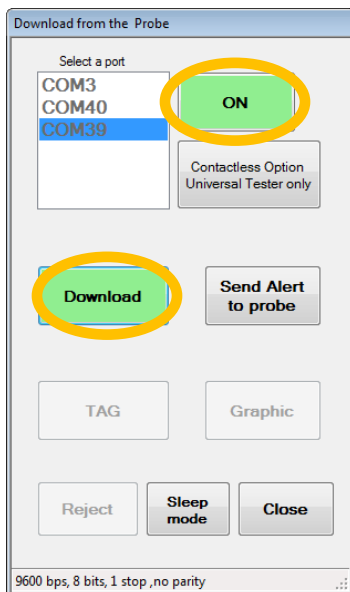 Download from the Probe
Select a port
COM3
COM40
COM39
ON
Contactless Option
Universal Tester only
Download
Send Alert
to probe
TAG
Graphic
Reject
Sleep
mode
Close
9600 bps, 8 bits, 1 stop ,no parity